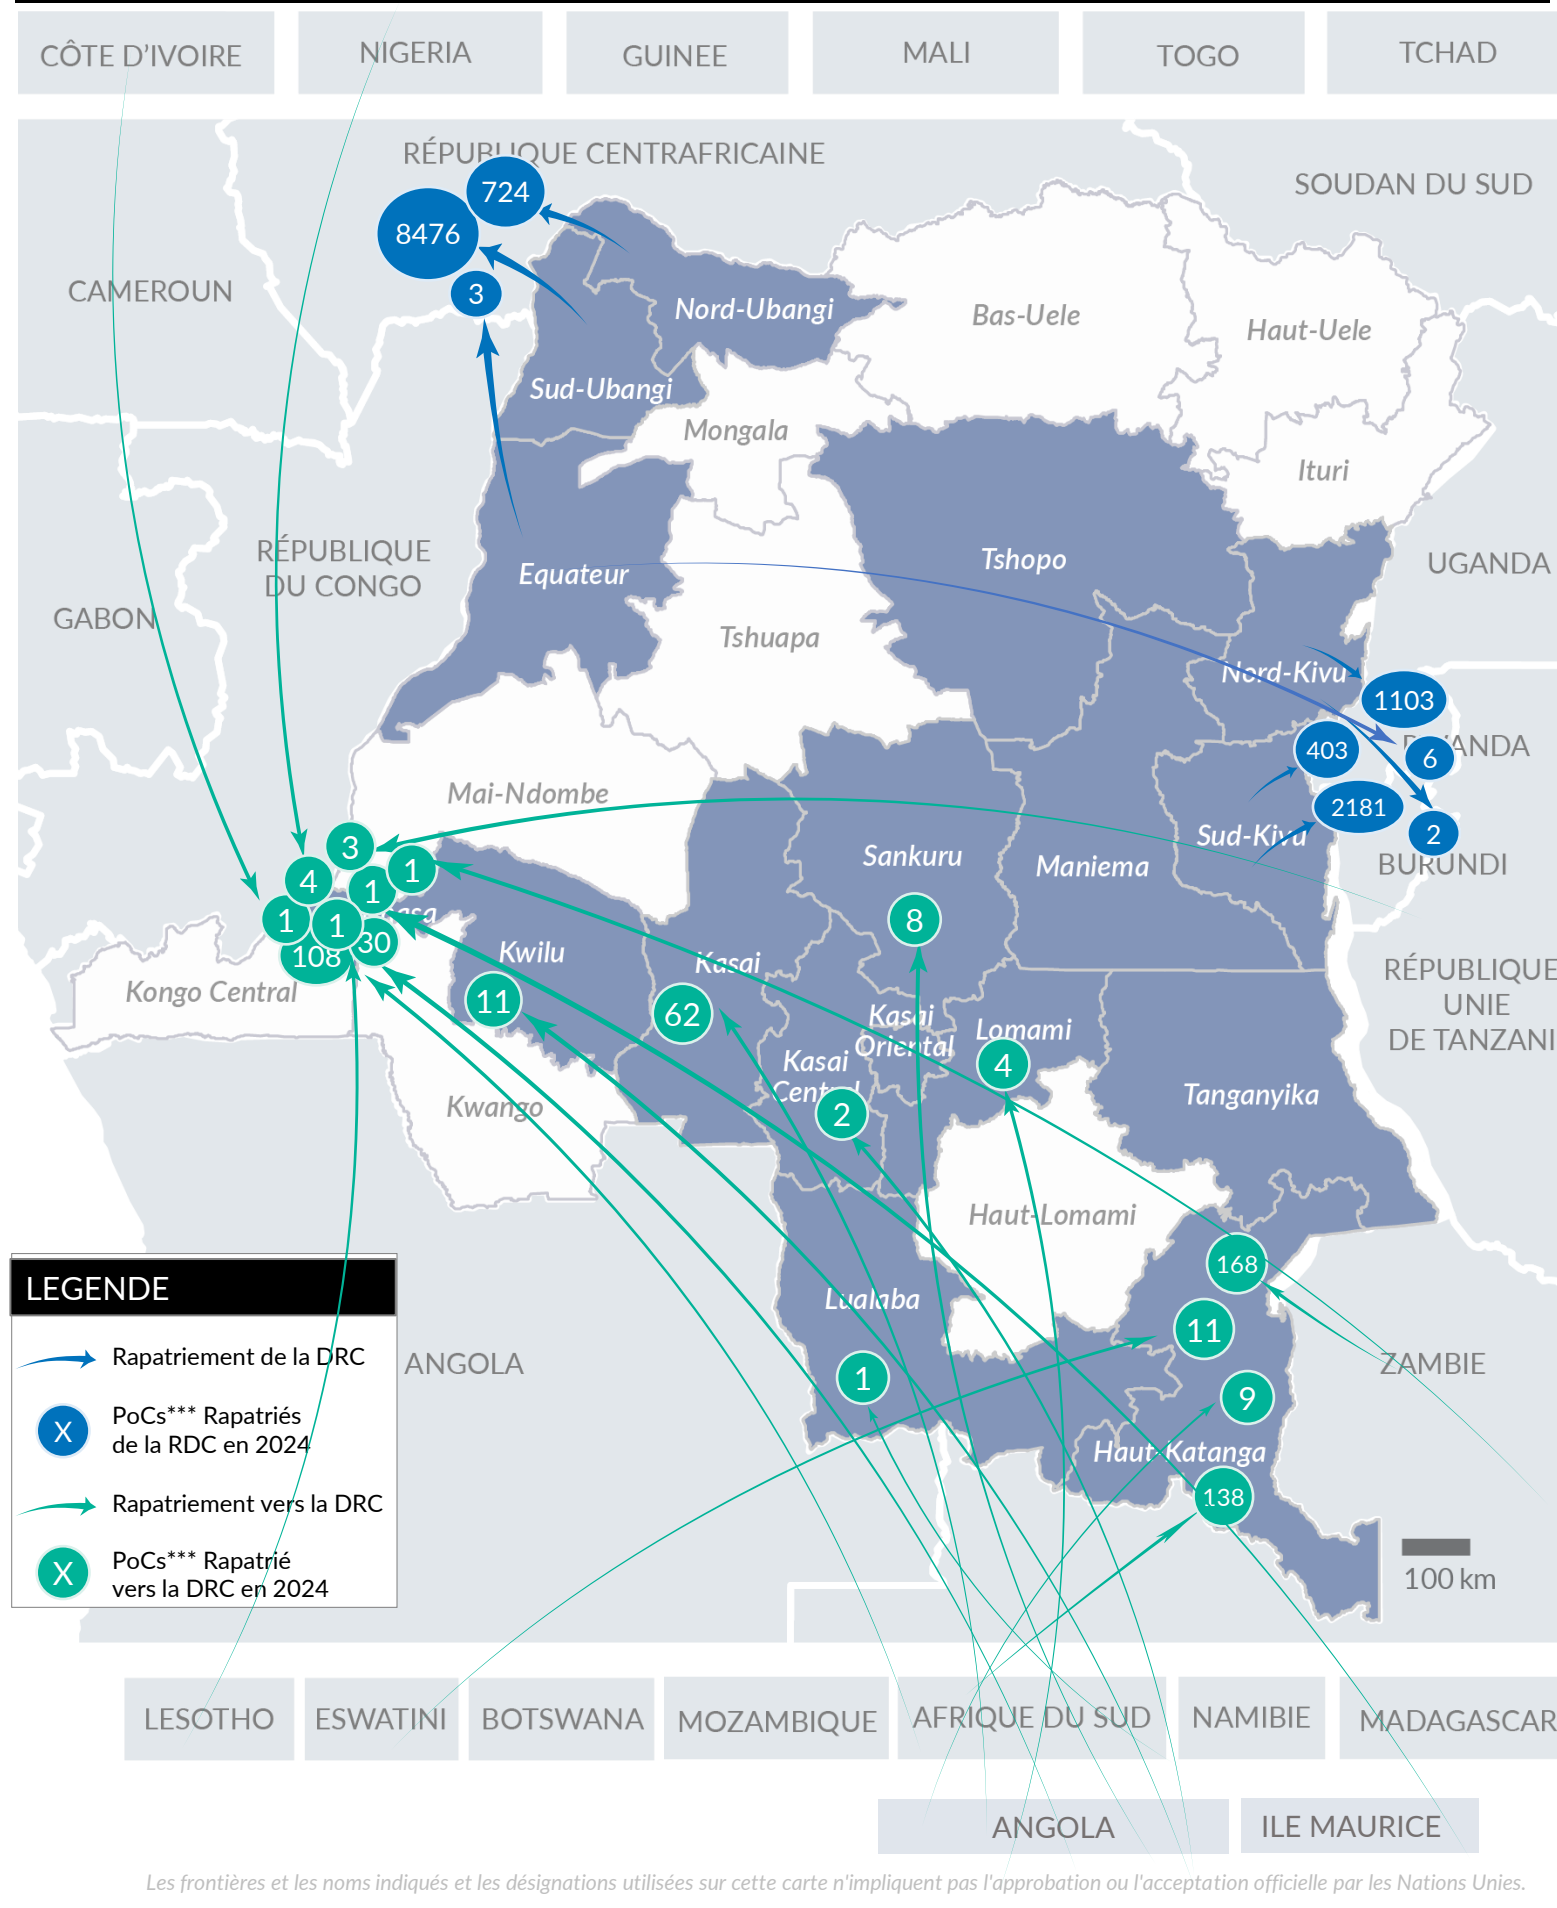 CÔTE D’IVOIRE
NIGERIA
GUINEE
MALI
TOGO
TCHAD
RÉPUBLIQUE CENTRAFRICAINE
SOUDAN DU SUD
724
8476
3
CAMEROUN
Nord-Ubangi
Bas-Uele
Haut-Uele
Sud-Ubangi
Mongala
Ituri
RÉPUBLIQUE
DU CONGO
Equateur
Tshopo
UGANDA
GABON
Tshuapa
Nord-Kivu
1103
403
6
2181
2
Mai-Ndombe
Sud-Kivu
BURUNDI
Sankuru
Maniema
3
1
4
1
1
1
30
108
8
Kwilu
Kasai
Kongo Central
11
62
Kasai
Oriental
Lomami
4
Kasai
2
RÉPUBLIQUE
UNIE
DE TANZANI
Kwango
Tanganyika
Haut-Lomami
168
LEGENDE
Lualaba
11
Rapatriement de la DRC
ANGOLA
1
9
ZAMBIE
X
PoCs*** Rapatriés
de la RDC en 2024
Haut-Katanga
138
Rapatriement vers la DRC
X
PoCs*** Rapatrié
vers la DRC en 2024
100 km
LESOTHO
ESWATINI
BOTSWANA
MOZAMBIQUE
AFRIQUE DU SUD
NAMIBIE
MADAGASCAR
ANGOLA
ILE MAURICE
Les frontières et les noms indiqués et les désignations utilisées sur cette carte n'impliquent pas l'approbation ou l'acceptation officielle par les Nations Unies.